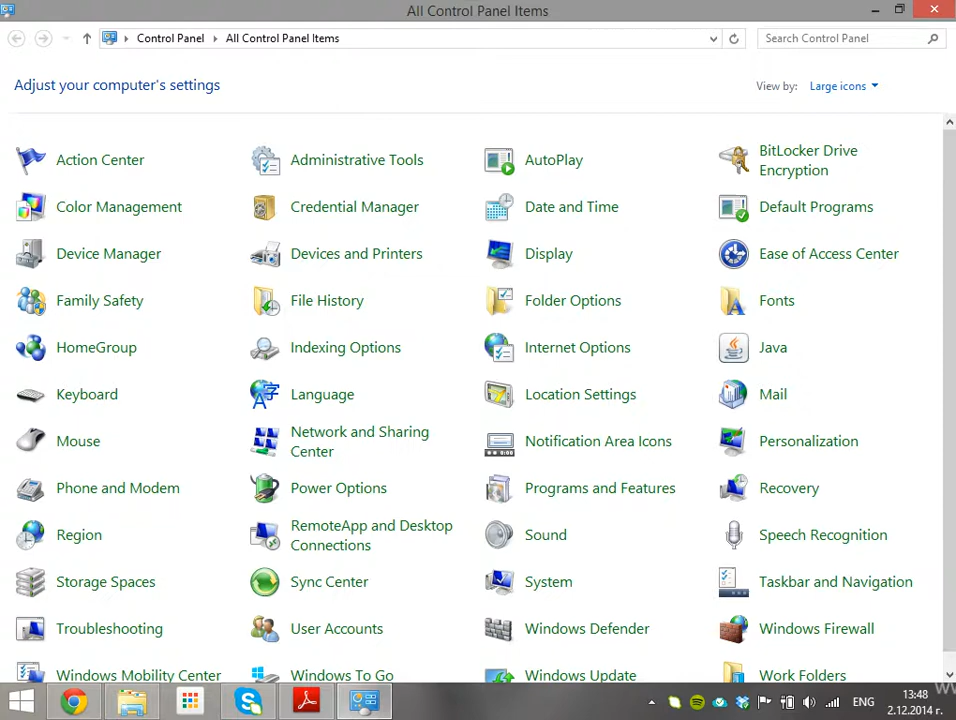 All Control Panel Items
Control Panel
All Control Panel Items
Search Control Panel
Adjust your computer's settings
View by:
Large icons
Action Center
Administrative Tools
AutoPlay
BitLocker Drive
Encryption
Color Management
Credential Manager
Date and Time
Default Programs
Device Manager
Devices and Printers
Display
Ease of Access Center
Family Safety
File History
Folder Options
Fonts
HomeGroup
Indexing Options
Internet Options
Java
Keyboard
Language
Location Settings
Mail
Mouse
Network and Sharing
Center
Notification Area Icons
Personalization
Phone and Modem
Power Options
Programs and Features
Recovery
Region
RemoteApp and Desktop
Connections
Sound
Speech Recognition
Storage Spaces
Sync Center
System
Taskbar and Navigation
Troubleshooting
User Accounts
Windows Defender
Windows Firewall
Windows Mobility Center
Windows To Go
Windows Update
Work Folders
ENG
13:48
2.12.2014 г.